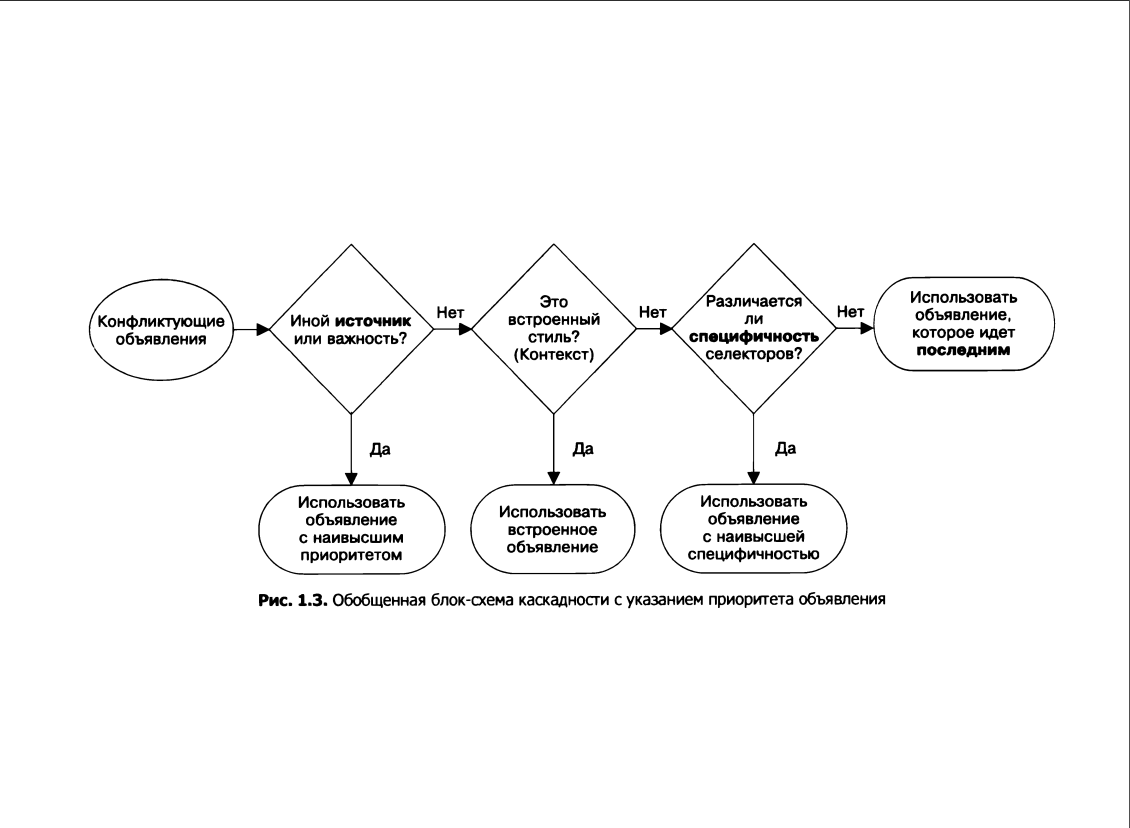 Конфликтующие
объявления
Иной источник
или важность?
Нет
Это
встроенный
стиль?
(Контекст)
Нет
Различается
ли
специфичность
селекторов?
Нет
Использовать
объявление,
которое идет
последним
Да
Да
Да
Использовать
объявление
с наивысшим
приоритетом
Использовать
встроенное
объявление
Использовать
объявление
с наивысшей
специфичностью
Рис. 1.3. Обобщенная блок-схема каскадности с указанием приоритета объявления